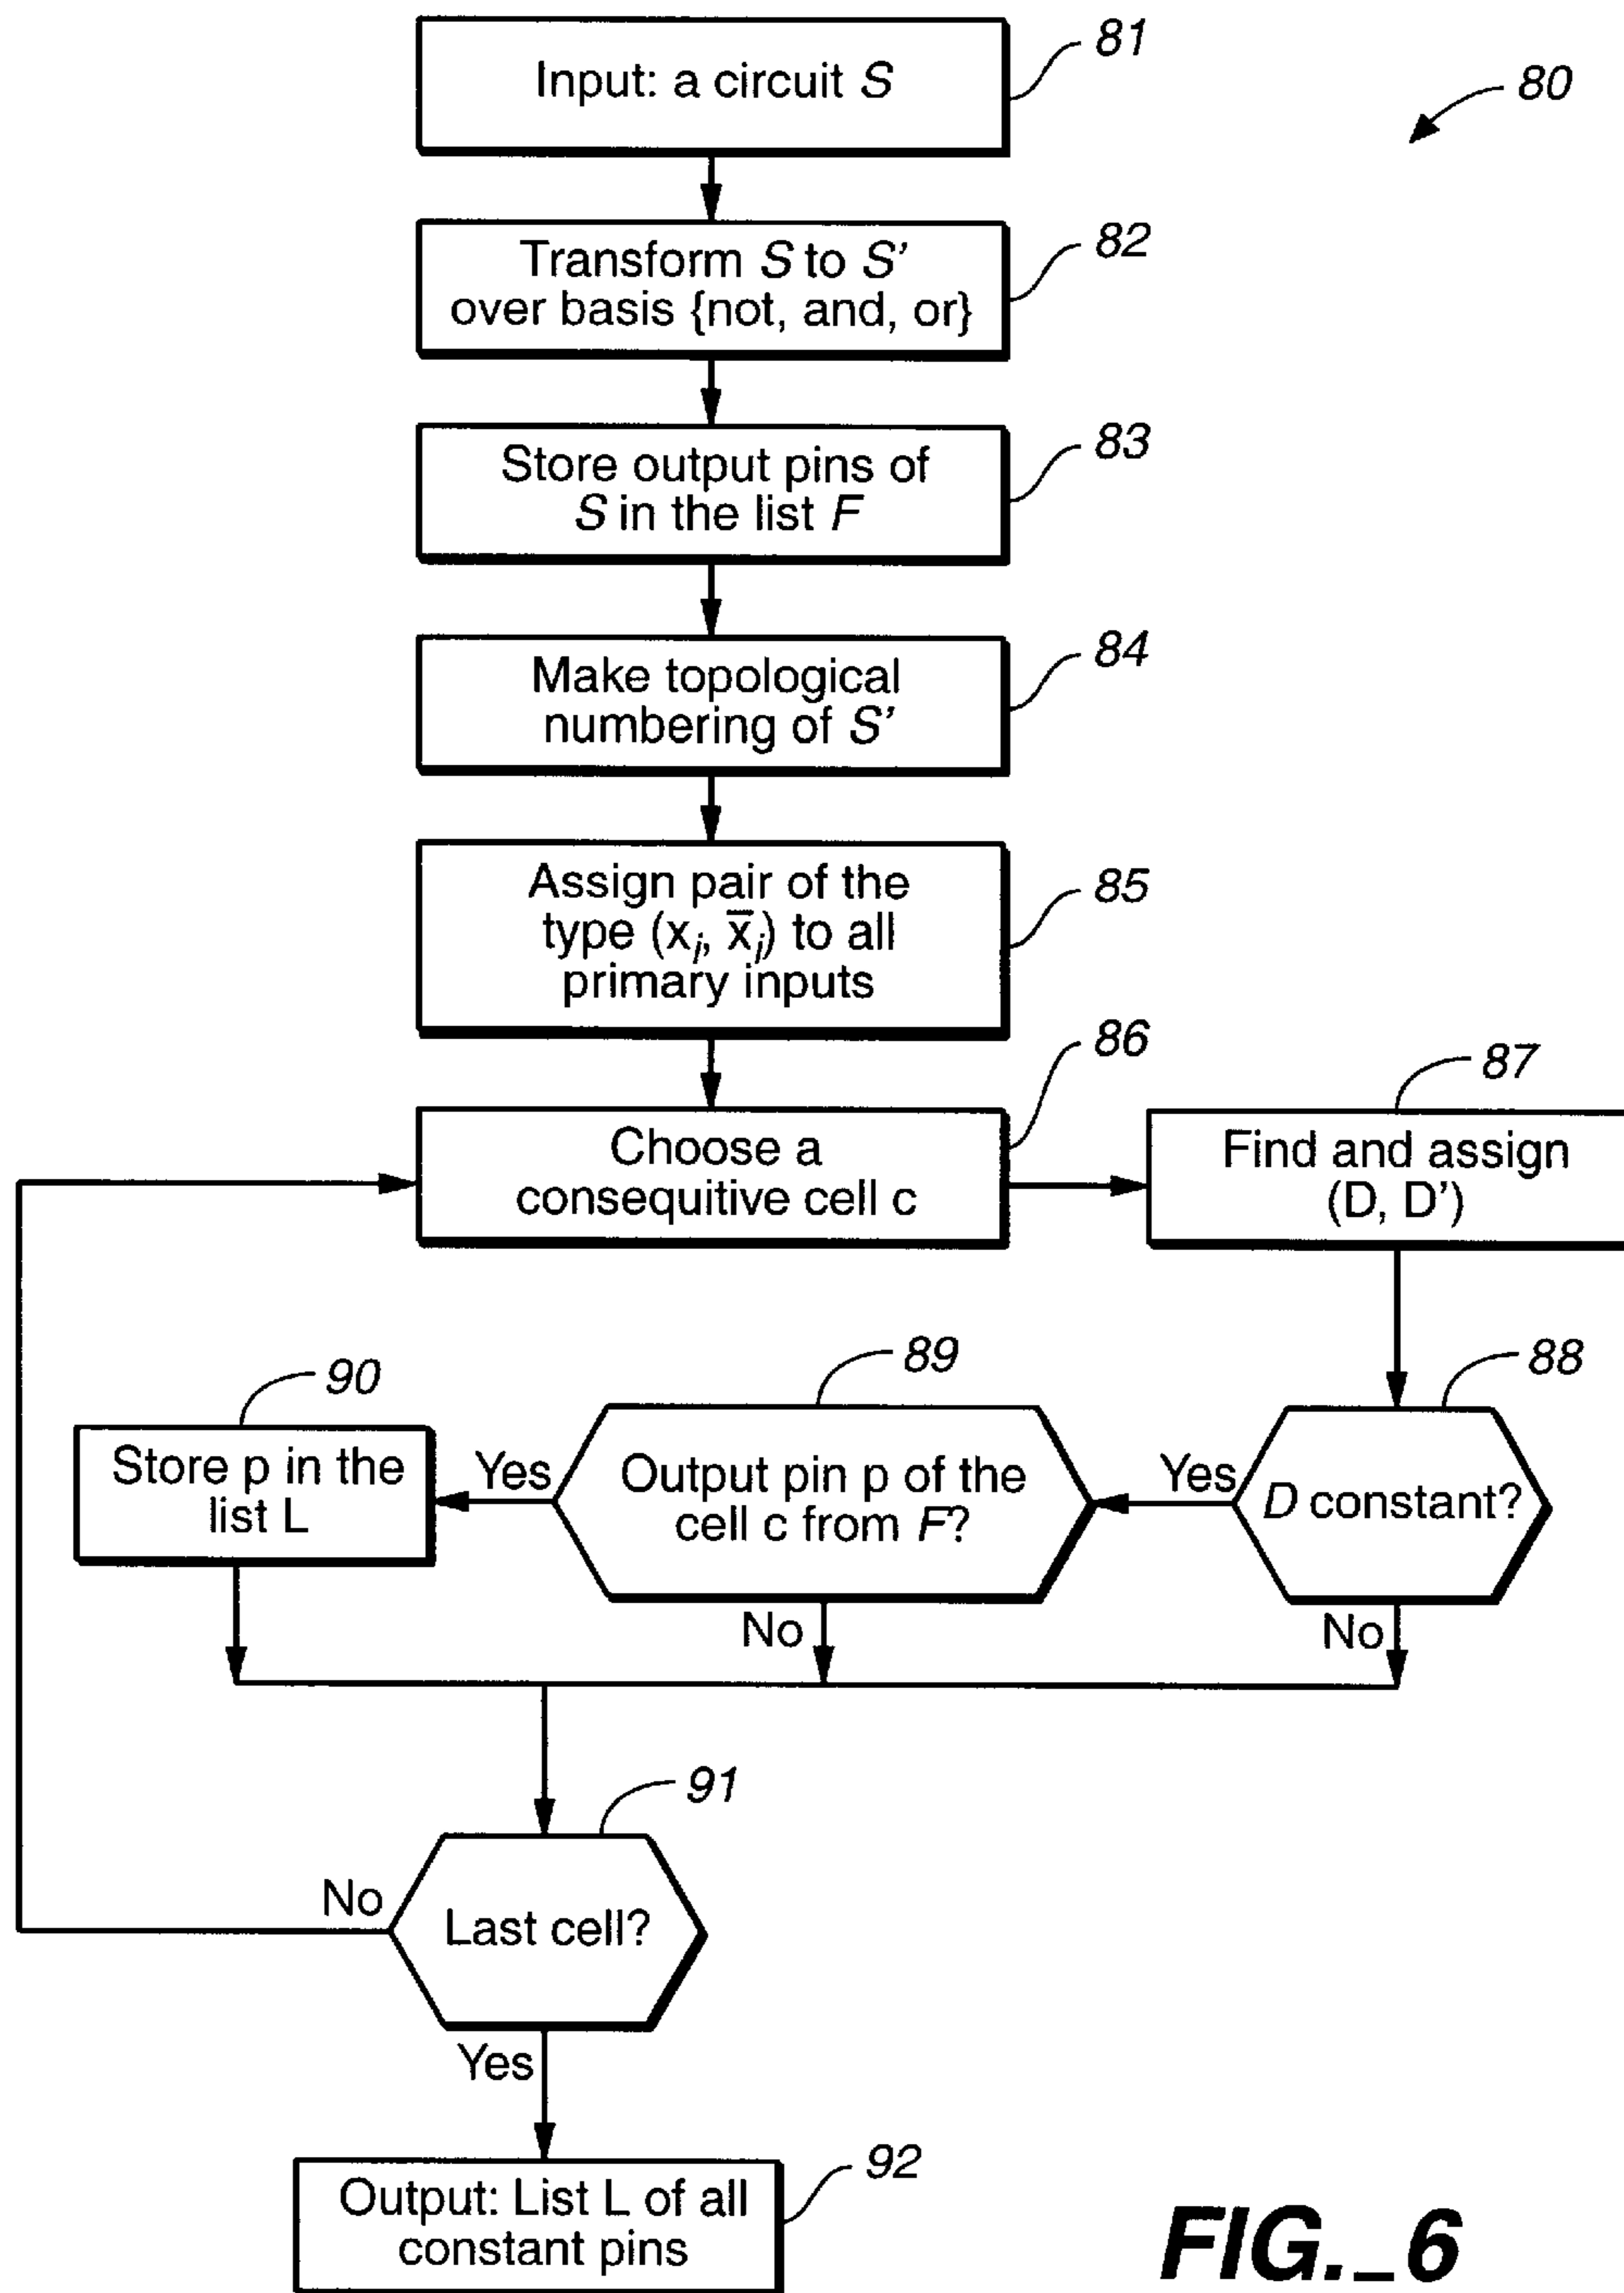 Input: a circuit S
81
80
Transform S to S'
over basis {not, and, or}
82
Store output pins of
S in the list F
83
Make topological
numbering of S'
84
Assign pair of the
type (x_i, x̄_i) to all
primary inputs
85
Choose a
consequitive cell c
86
Find and assign
(D, D')
87
D constant?
88
Yes
No
Output pin p of the
cell c from F?
89
Yes
No
Store p in the
list L
90
Last cell?
91
No
Yes
Output: List L of all
constant pins
92
FIG._6